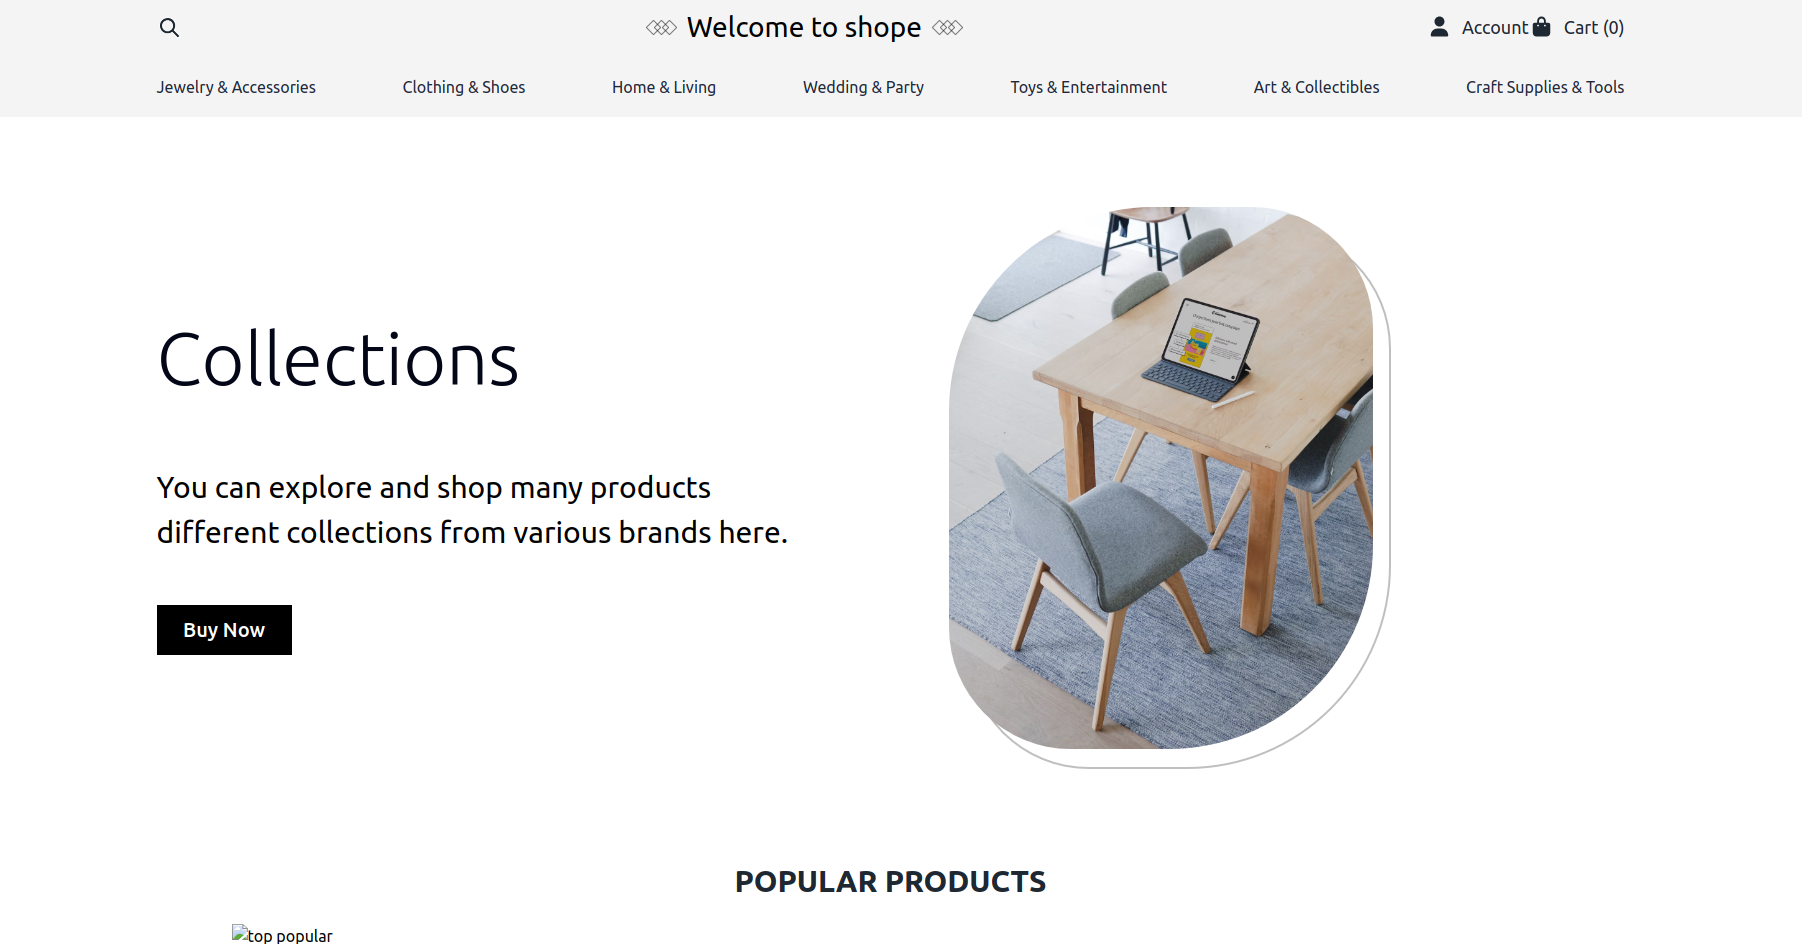 Welcome to shope
Account Cart (0)
Jewelry & Accessories Clothing & Shoes Home & Living Wedding & Party Toys & Entertainment Art & Collectibles Craft Supplies & Tools
Collections
You can explore and shop many products
different collections from various brands here.
Buy Now
POPULAR PRODUCTS
top popular